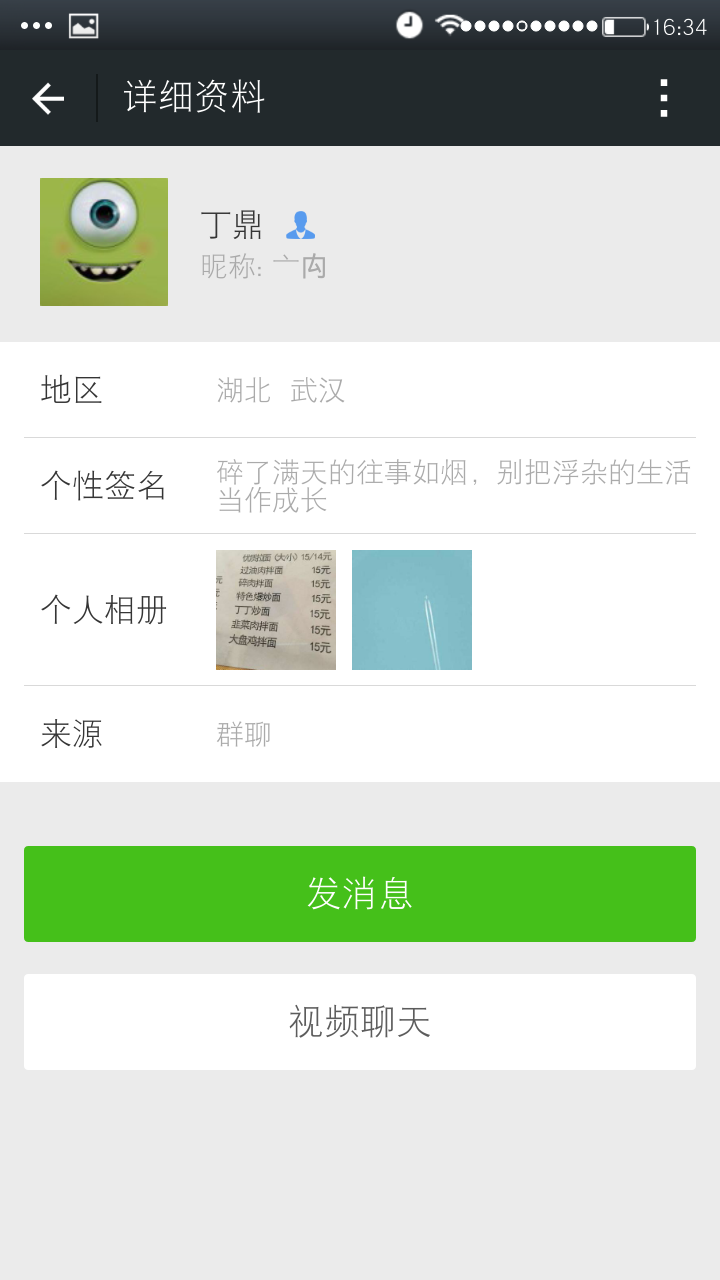 16:34
详细资料
丁鼎
昵称: 亠禸
地区
湖北 武汉
个性签名
碎了满天的往事如烟，别把浮杂的生活
当作成长
个人相册
(大小) 15/14元
过油肉拌面 15元
碎肉拌面 15元
特色爆炒面 15元
丁丁炒面 15元
韭菜肉拌面 15元
大盘鸡拌面 15元
来源
群聊
发消息
视频聊天